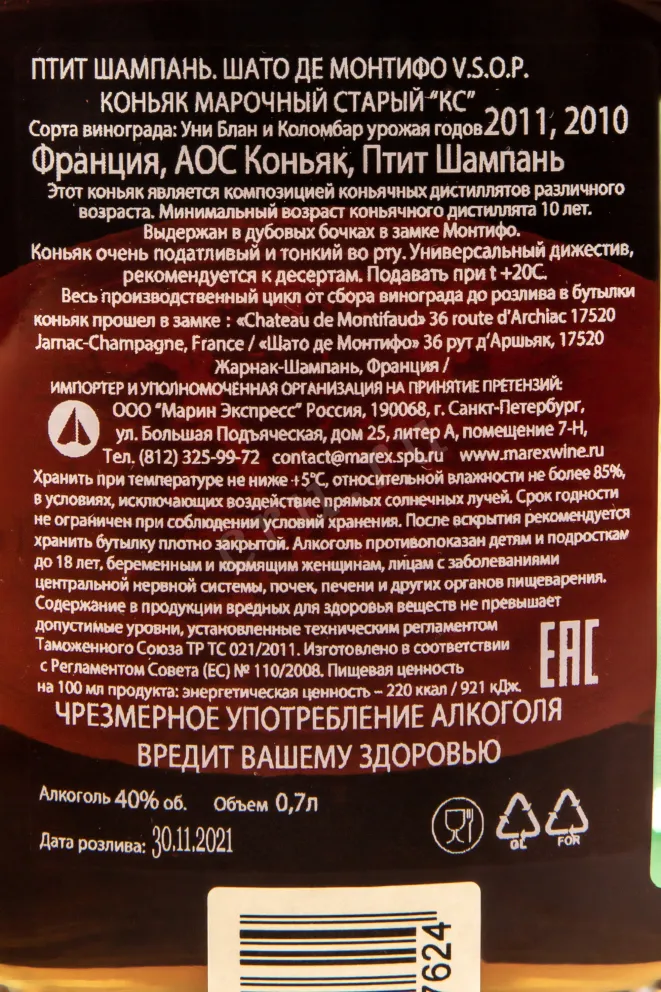 ПТИТ ШАМПАНЬ. ШАТО ДЕ МОНТИФО V.S.O.P.
КОНЬЯК МАРОЧНЫЙ СТАРЫЙ "КС"
Сорта винограда: Уни Блан и Коломбар урожая годов 2011, 2010
Франция, АОС Коньяк, Птит Шампань
Этот коньяк является композицией коньячных дистиллятов различного
возраста. Минимальный возраст коньячного дистиллята 10 лет.
Выдержан в дубовых бочках в замке Монтифо.
Коньяк очень податливый и тонкий во рту. Универсальный дижестив,
рекомендуется к десертам. Подавать при t +20С.
Весь производственный цикл от сбора винограда до розлива в бутылки
коньяк прошел в замке : «Chateau de Montifaud» 36 route d'Archiac 17520
Jarnac-Champagne, France / «Шато де Монтифо» 36 рут д'Аршьяк, 17520
Жарнак-Шампань, Франция /
ИМПОРТЕР И УПОЛНОМОЧЕННАЯ ОРГАНИЗАЦИЯ НА ПРИНЯТИЕ ПРЕТЕНЗИЙ:
ООО "Марин Экспресс" Россия, 190068, г. Санкт-Петербург,
ул. Большая Подъяческая, дом 25, литер А, помещение 7-Н,
Тел. (812) 325-99-72 contact@marex.spb.ru www.marexwine.ru
Хранить при температуре не ниже +5°С, относительной влажности не более 85%,
в условиях, исключающих воздействие прямых солнечных лучей. Срок годности
не ограничен при соблюдении условий хранения. После вскрытия рекомендуется
хранить бутылку плотно закрытой. Алкоголь противопоказан детям и подросткам
до 18 лет, беременным и кормящим женщинам, лицам с заболеваниями
центральной нервной системы, почек, печени и других органов пищеварения.
Содержание в продукции вредных для здоровья веществ не превышает
допустимые уровни, установленные техническим регламентом
Таможенного Союза ТР ТС 021/2011. Изготовлено в соответствии
с Регламентом Совета (ЕС) № 110/2008. Пищевая ценность
на 100 мл продукта: энергетическая ценность – 220 ккал / 921 кДж.
EAC
ЧРЕЗМЕРНОЕ УПОТРЕБЛЕНИЕ АЛКОГОЛЯ
ВРЕДИТ ВАШЕМУ ЗДОРОВЬЮ
Алкоголь 40% об. Объем 0,7л
Дата розлива: 30.11.2021
GL FOR
7624